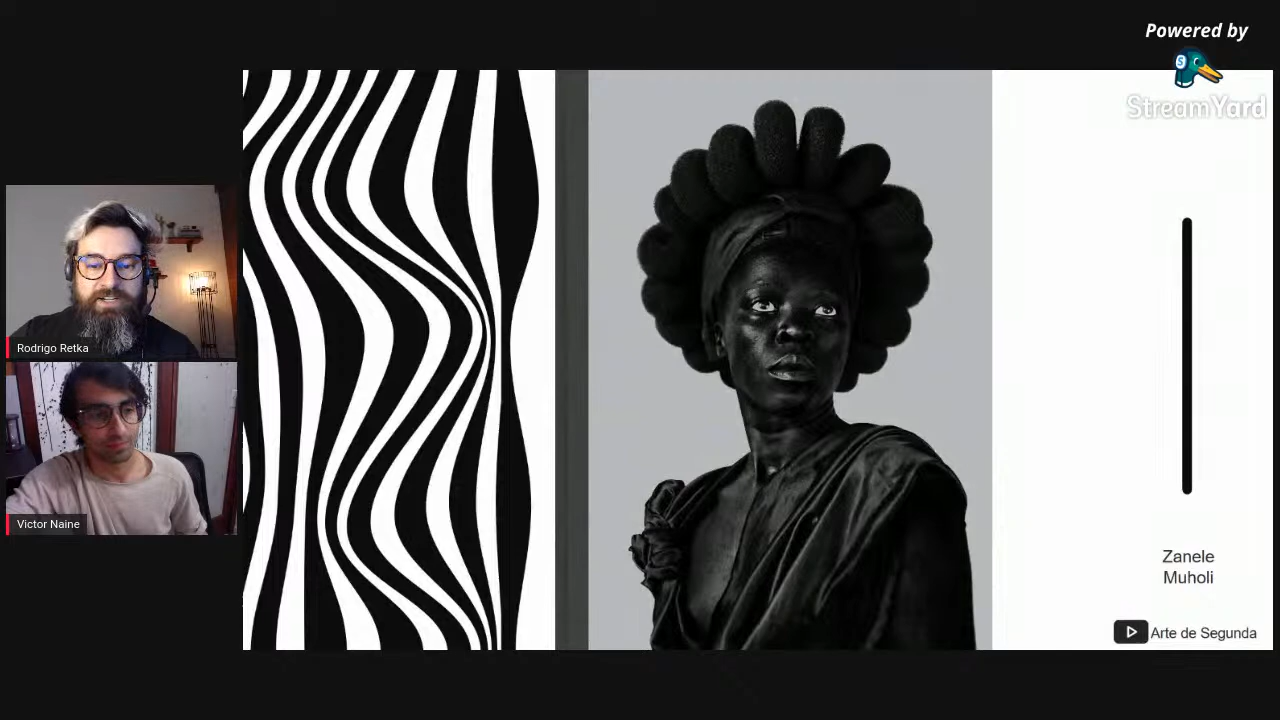 Powered by
StreamYard
Rodrigo Retka
Victor Naine
Zanele
Muholi
Arte de Segunda